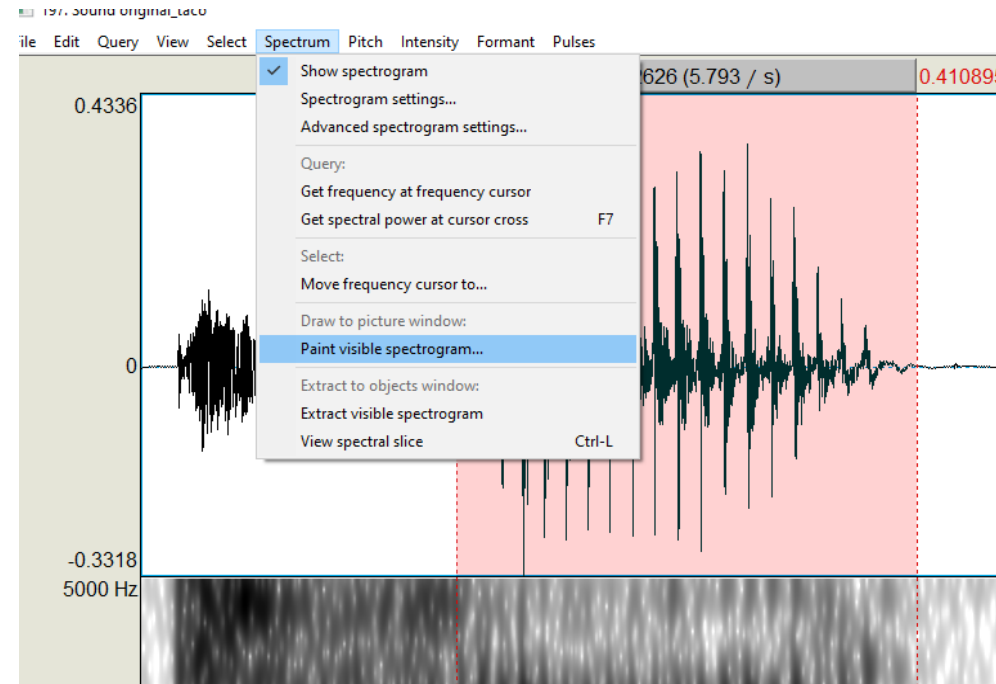 197. Sound original_taco
ile Edit Query View Select Spectrum Pitch Intensity Formant Pulses
Show spectrogram
626 (5.793 / s)
0.41089
0.4336
Spectrogram settings...
Advanced spectrogram settings...
Query:
Get frequency at frequency cursor
Get spectral power at cursor cross F7
Select:
Move frequency cursor to...
Draw to picture window:
0
Paint visible spectrogram...
Extract to objects window:
Extract visible spectrogram
View spectral slice Ctrl-L
-0.3318
5000 Hz